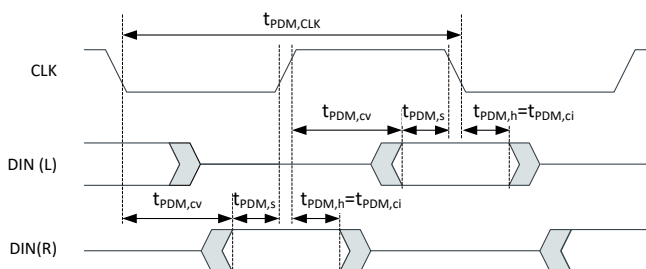 tPDM,CLK
CLK
tPDM,cv tPDM,s tPDM,h=tPDM,ci
DIN (L)
tPDM,cv tPDM,s tPDM,h=tPDM,ci
DIN(R)